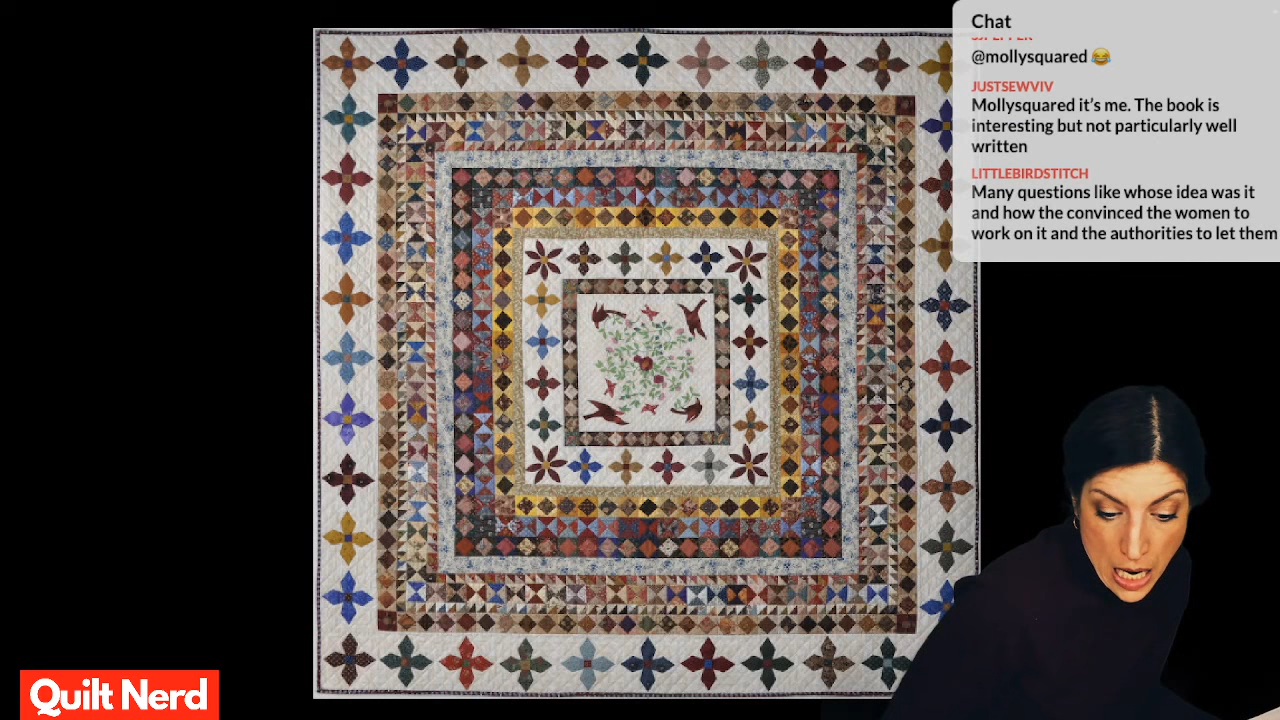 Chat
@mollysquared 😂
JUSTSEWVIV
Mollysquared it’s me. The book is
interesting but not particularly well
written
LITTLEBIRDSTITCH
Many questions like whose idea was it
and how the convinced the women to
work on it and the authorities to let them
Quilt Nerd